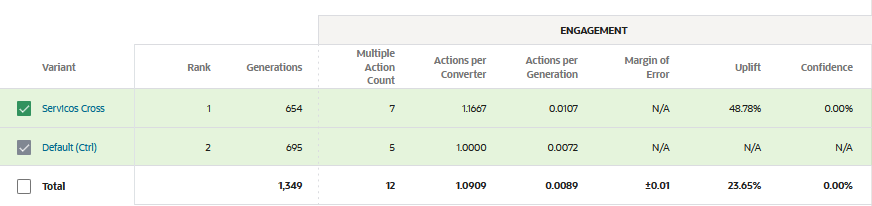 ENGAGEMENT
Variant Rank Generations Multiple Action Count Actions per Converter Actions per Generation Margin of Error Uplift Confidence
Servicos Cross 1 654 7 1.1667 0.0107 N/A 48.78% 0.00%
Default (Ctrl) 2 695 5 1.0000 0.0072 N/A N/A N/A
Total 1,349 12 1.0909 0.0089 ±0.01 23.65% 0.00%